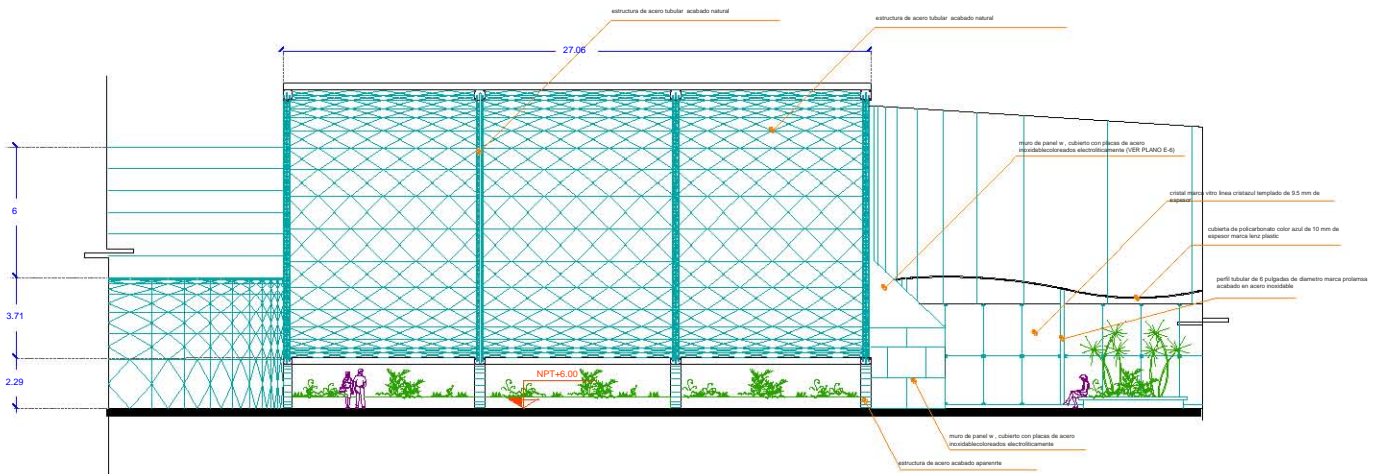 estructura de acero tubular acabado natural
estructura de acero tubular acabado natural
27.06
muro de panel w , cubierto con placas de acero
inoxidablecoloreados electrolíticamente (VER PLANO E-6)
6
cristal marca vitro linea cristazul templado de 9.5 mm de
espesor
cubierta de policarbonato color azul de 10 mm de
espesor marca lenz plastic
perfil tubular de 6 pulgadas de diametro marca prolamsa
acabado en acero inoxidable
3.71
2.29
NPT+6.00
muro de panel w , cubierto con placas de acero
inoxidablecoloreados electrolíticamente
estructura de acero acabado aparenrte